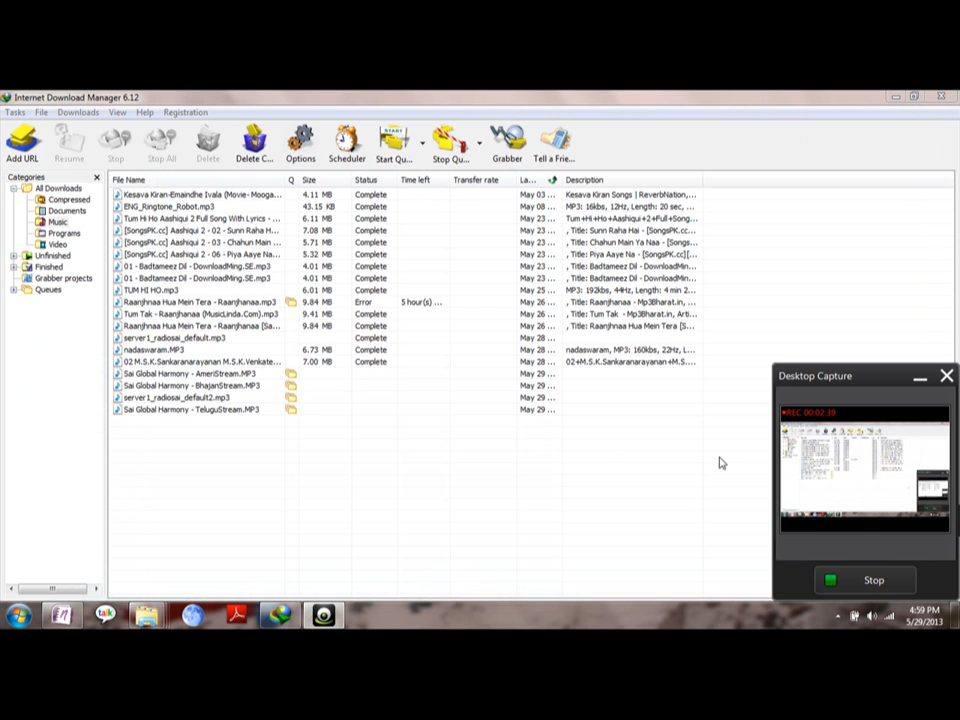 Internet Download Manager 6.12
Tasks File Downloads View Help Registration
Add URL Resume Stop Stop All Delete Delete C... Options Scheduler Start Qu... Stop Qu... Grabber Tell a Frie...
Categories
All Downloads
Compressed
Documents
Music
Programs
Video
Unfinished
Finished
Grabber projects
Queues
File Name Q Size Status Time left Transfer rate La... Description
Kesava Kiran-Emaindhe Ivala (Movie- Mooga... 4.11 MB Complete May 03 ... Kesava Kiran Songs | ReverbNation,...
ENG_Ringtone_Robot.mp3 43.15 KB Complete May 08 ... MP3: 16kbs, 12Hz, Length: 20 sec, ...
Tum Hi Ho Aashiqui 2 Full Song With Lyrics - ... 6.11 MB Complete May 23 ... Tum+Hi+Ho+Aashiqui+2+Full+Song...
[SongsPK.cc] Aashiqui 2 - 02 - Sunn Raha H... 7.08 MB Complete May 23 ... , Title: Sunn Raha Hai - [SongsPK.cc...
[SongsPK.cc] Aashiqui 2 - 03 - Chahun Main ... 5.71 MB Complete May 23 ... , Title: Chahun Main Ya Naa - [Songs...
[SongsPK.cc] Aashiqui 2 - 06 - Piya Aaye Na... 5.32 MB Complete May 23 ... , Title: Piya Aaye Na - [SongsPK.cc][...
01 - Badtameez Dil - DownloadMing.SE.mp3 4.01 MB Complete May 23 ... , Title: Badtameez Dil - DownloadMin...
01 - Badtameez Dil - DownloadMing.SE.mp3 4.01 MB Complete May 23 ... , Title: Badtameez Dil - DownloadMin...
TUM HI HO.mp3 6.01 MB Complete May 25 ... MP3: 192kbs, 44Hz, Length: 4 min 2...
Raanjhnaa Hua Mein Tera - Raanjhanaa.mp3 9.84 MB Error 5 hour(s) ... May 26 ... , Title: Raanjhanaa - Mp3Bharat.in, ...
Tum Tak - Raanjhanaa (MusicLinda.Com).mp3 9.41 MB Complete May 26 ... , Title: Tum Tak - Mp3Bharat.in, Arti...
Raanjhnaa Hua Mein Tera - Raanjhanaa [Sa... 9.84 MB Complete May 26 ... , Title: Raanjhnaa Hua Mein Tera [S...
server1_radiosai_default.mp3 Complete May 28 ...
nadaswaram.MP3 6.73 MB Complete May 28 ... nadaswaram, MP3: 160kbs, 22Hz, L...
02 M.S.K.Sankaranarayanan M.S.K.Venkate... 7.00 MB Complete May 28 ... 02+M.S.K.Sankaranarayanan+M.S....
Sai Global Harmony - AmeriStream.MP3 May 29 ...
Sai Global Harmony - BhajanStream.MP3 May 29 ...
server1_radiosai_default2.mp3 May 29 ...
Sai Global Harmony - TeluguStream.MP3 May 29 ...
Desktop Capture
REC 00:02:39
Stop
talk
4:59 PM
5/29/2013